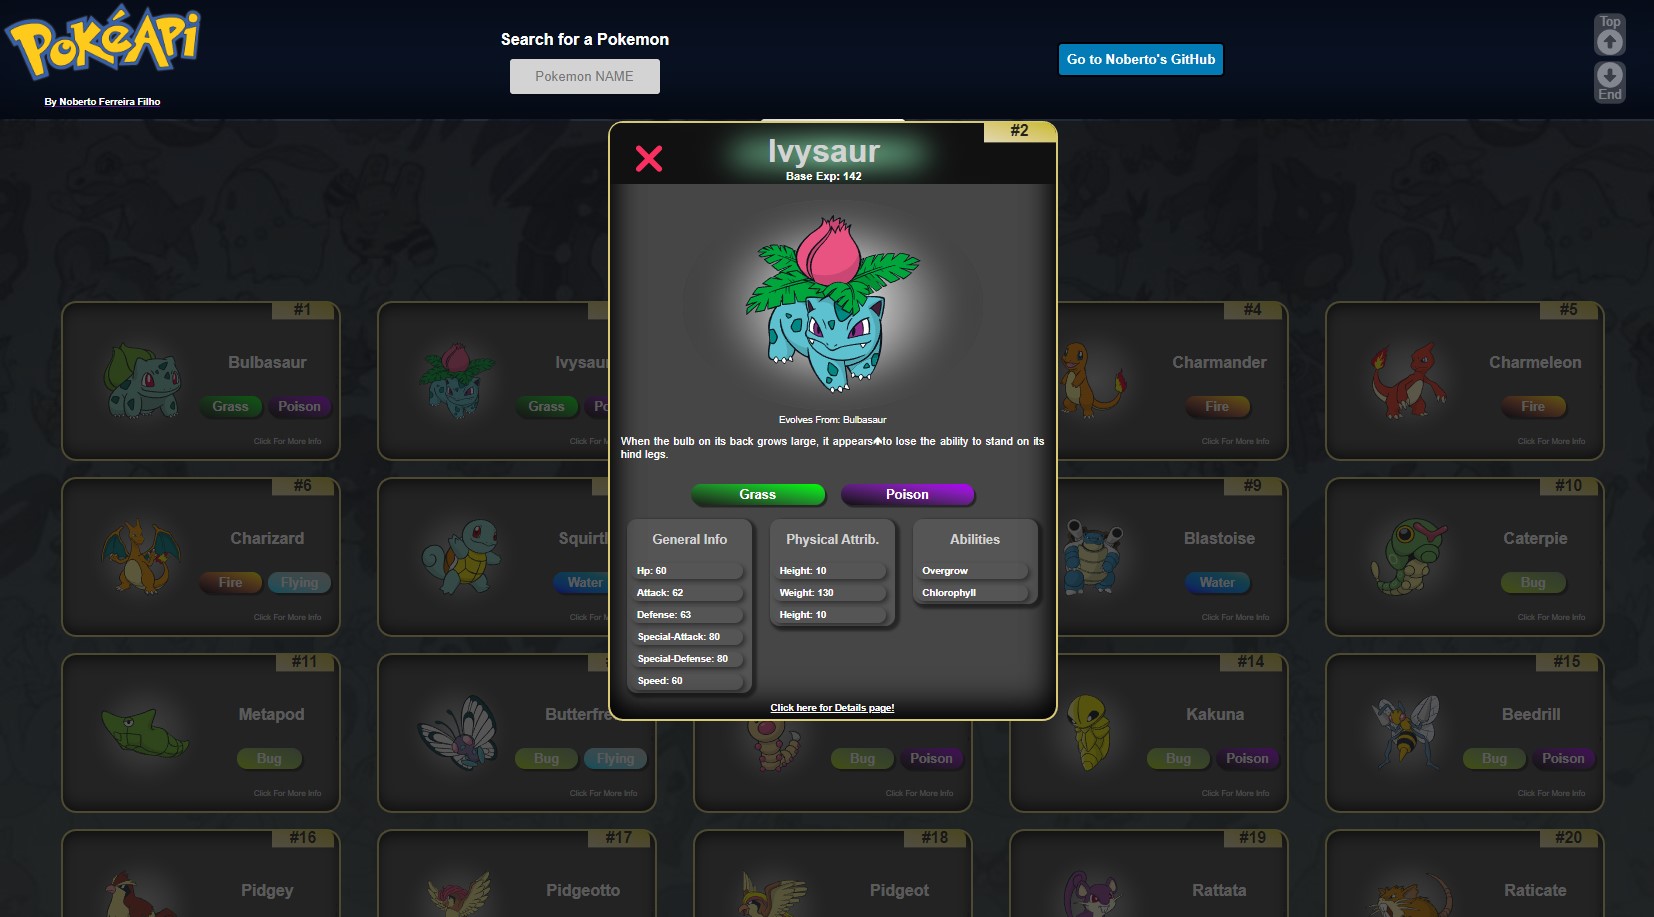 PokéAPi
By Noberto Ferreira Filho
Search for a Pokemon
Pokemon NAME
Go to Noberto's GitHub
Top
End
#2
Ivysaur
Base Exp: 142
Evolves From: Bulbasaur
When the bulb on its back grows large, it appears to lose the ability to stand on its
hind legs.
Grass
Poison
General Info
Hp: 60
Attack: 62
Defense: 63
Special-Attack: 80
Special-Defense: 80
Speed: 60
Physical Attrib.
Height: 10
Weight: 130
Height: 10
Abilities
Overgrow
Chlorophyll
Click here for Details page!
#1
Bulbasaur
Grass
Poison
Click For More Info
Ivysaur
Grass
Click For
#4
Charmander
Fire
Click For More Info
#5
Charmeleon
Fire
Click For More Info
#6
Charizard
Fire
Flying
Click For More Info
Water
Click For
#9
Blastoise
Water
Click For More Info
#10
Caterpie
Bug
Click For More Info
#11
Metapod
Bug
Click For More Info
Bug
Flying
Click For More Info
Bug
Poison
Click For More Info
#14
Kakuna
Bug
Poison
Click For More Info
#15
Beedrill
Bug
Poison
Click For More Info
#16
Pidgey
#17
Pidgeotto
#18
Pidgeot
#19
Rattata
#20
Raticate